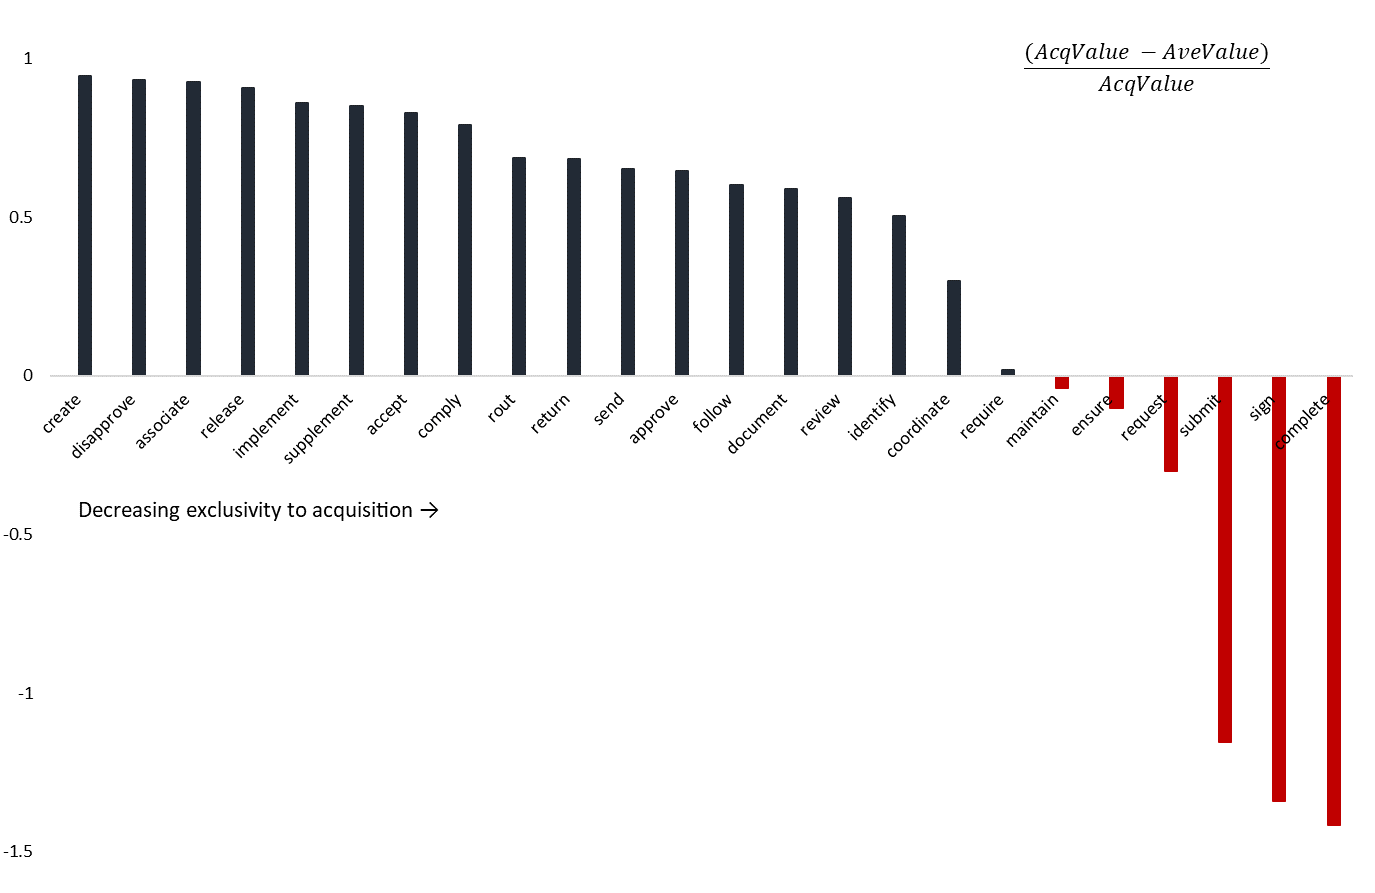 (AcqValue − AveValue)
AcqValue
1
0.5
0
-0.5
-1
-1.5
create
disapprove
associate
release
implement
supplement
accept
comply
rout
return
send
approve
follow
document
review
identify
coordinate
require
maintain
ensure
request
submit
sign
complete
Decreasing exclusivity to acquisition →